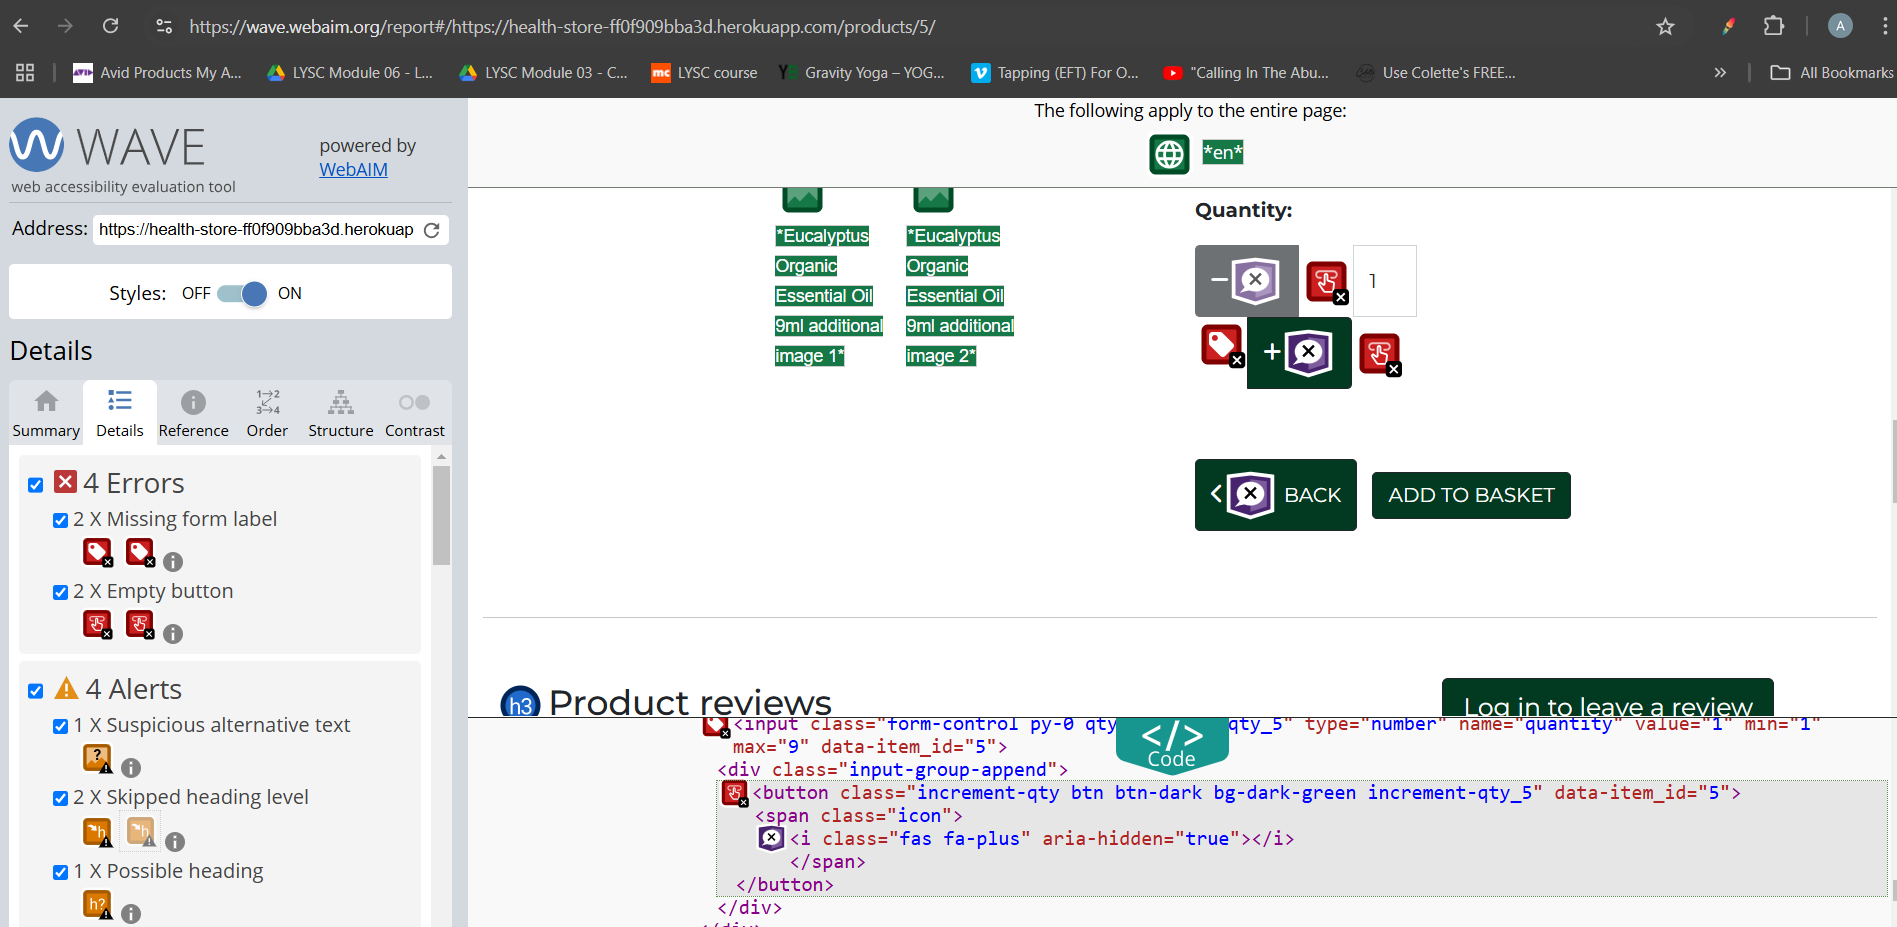 https://wave.webaim.org/report#/https://health-store-ff0f909bba3d.herokuapp.com/products/5/
A
Avid Products My A...
LYSC Module 06 - L...
LYSC Module 03 - C...
mc LYSC course
Gravity Yoga – YOG...
Tapping (EFT) For O...
"Calling In The Abu...
Use Colette's FREE...
All Bookmarks
WAVE
web accessibility evaluation tool
powered by
WebAIM
Address: https://health-store-ff0f909bba3d.herokuap
Styles: OFF ON
Details
Summary
Details
Reference
Order
Structure
Contrast
4 Errors
2 X Missing form label
2 X Empty button
4 Alerts
1 X Suspicious alternative text
2 X Skipped heading level
1 X Possible heading
h?
The following apply to the entire page:
*en*
*Eucalyptus
Organic
Essential Oil
9ml additional
image 1*
*Eucalyptus
Organic
Essential Oil
9ml additional
image 2*
Quantity:
1
BACK
ADD TO BASKET
h3 Product reviews
Log in to leave a review
</>
Code
<input class="form-control py-0 qty qty_5" type="number" name="quantity" value="1" min="1"
max="9" data-item_id="5">
<div class="input-group-append">
<button class="increment-qty btn btn-dark bg-dark-green increment-qty_5" data-item_id="5">
<span class="icon">
<i class="fas fa-plus" aria-hidden="true"></i>
</span>
</button>
</div>